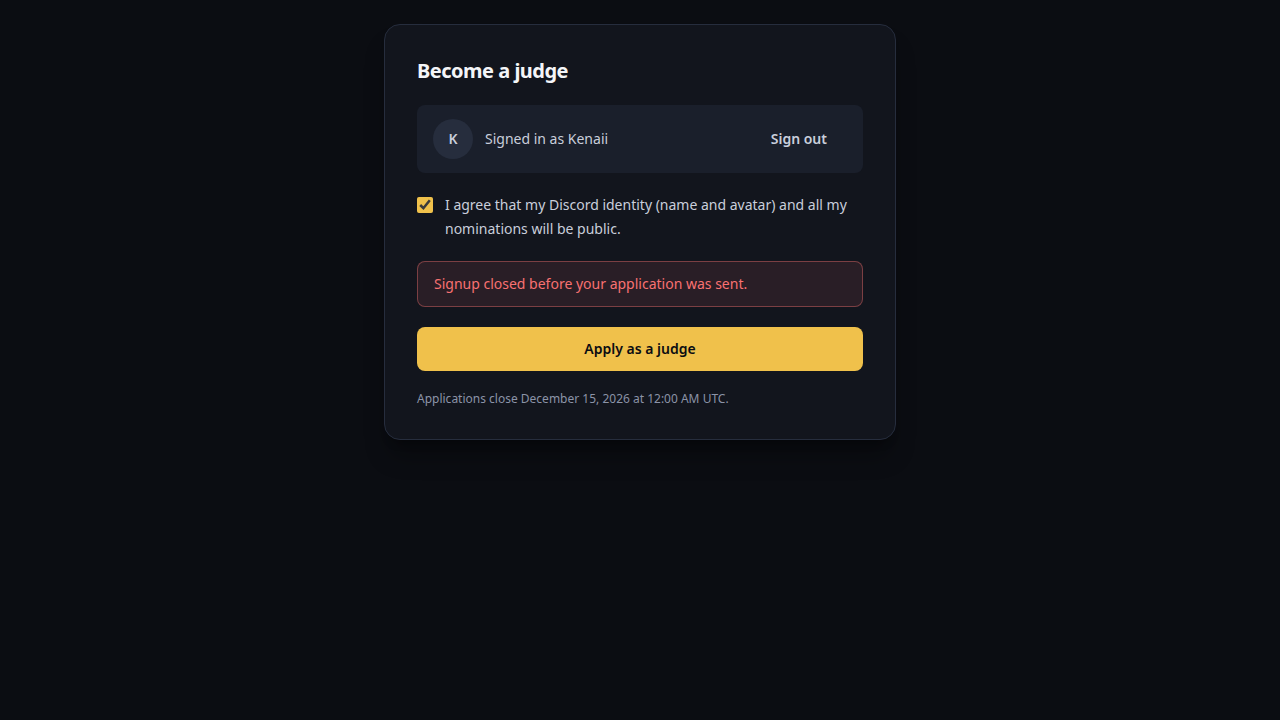 Become a judge
K
Signed in as Kenaii
Sign out
I agree that my Discord identity (name and avatar) and all my
nominations will be public.
Signup closed before your application was sent.
Apply as a judge
Applications close December 15, 2026 at 12:00 AM UTC.